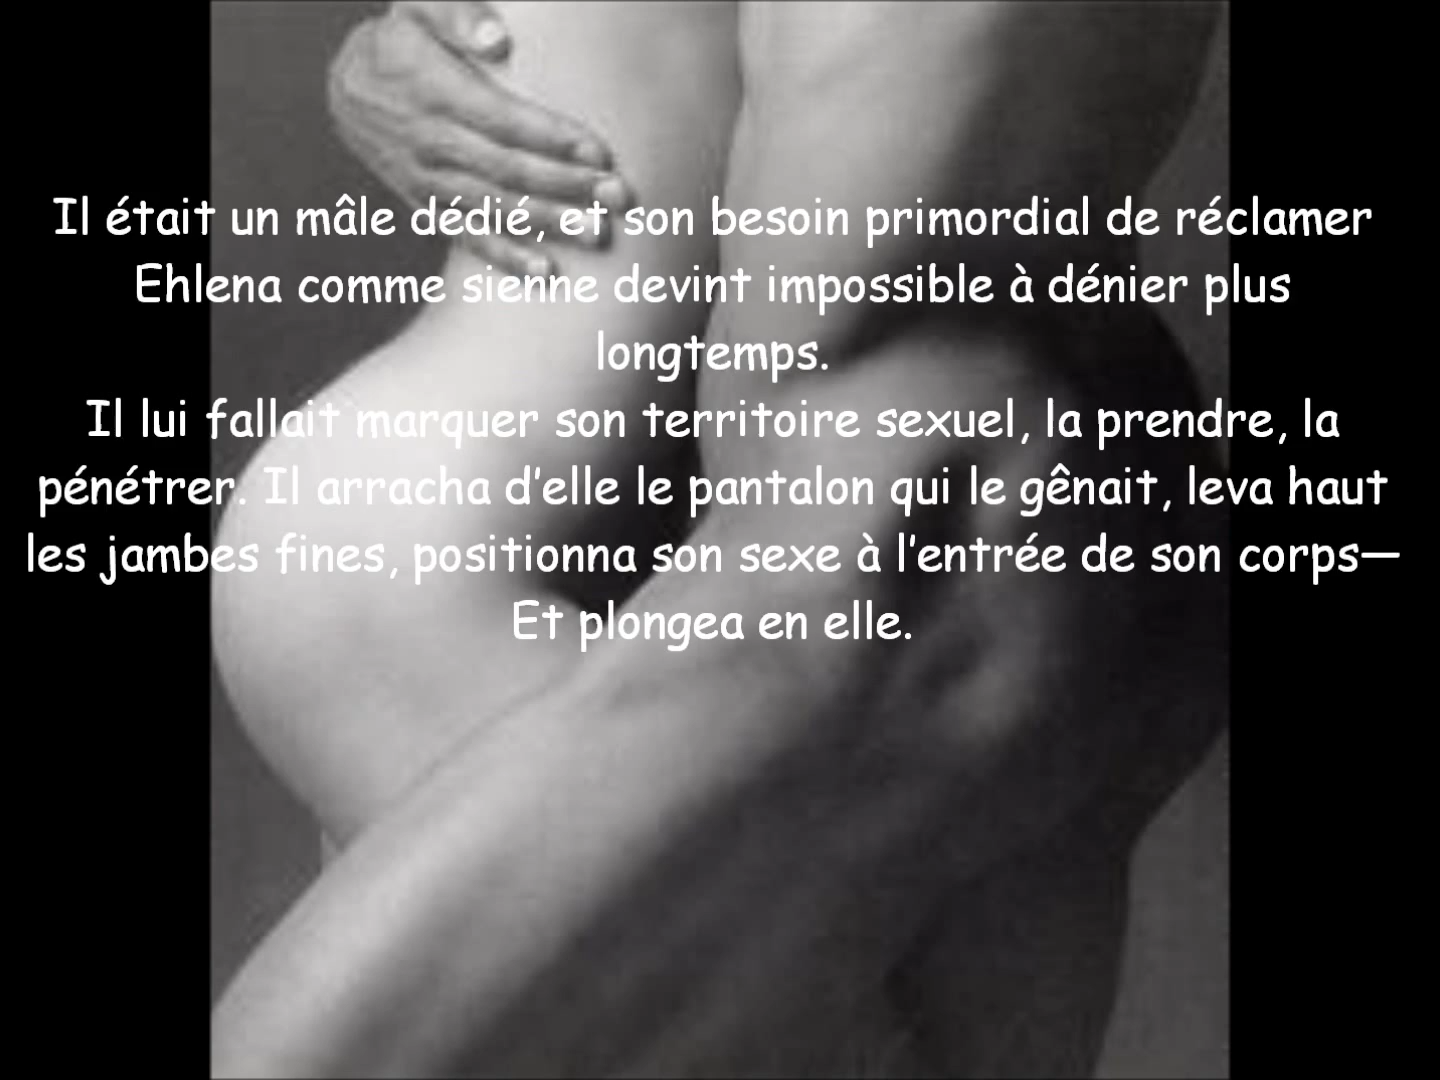 Il était un mâle dédié, et son besoin primordial de réclamer
Ehlena comme sienne devint impossible à dénier plus
longtemps.
Il lui fallait marquer son territoire sexuel, la prendre, la
pénétrer. Il arracha d’elle le pantalon qui le gênait, leva haut
les jambes fines, positionna son sexe à l’entrée de son corps—
Et plongea en elle.